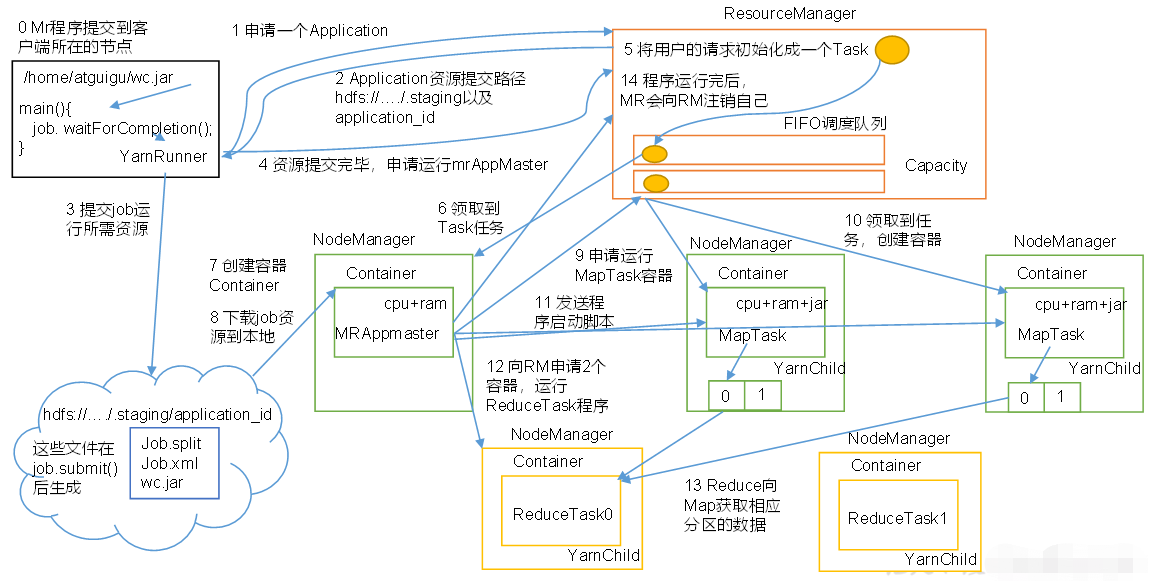 ResourceManager
0 Mr程序提交到客
户端所在的节点
1 申请一个Application
5 将用户的请求初始化成一个Task
/home/atguigu/wc.jar
main(){
job. waitForCompletion();
}
YarnRunner
2 Application资源提交路径
hdfs://…./.staging以及
application_id
14 程序运行完后，
MR会向RM注销自己
FIFO调度队列
Capacity
4 资源提交完毕，申请运行mrAppMaster
3 提交job运
行所需资源
6 领取到
Task任务
10 领取到任
务，创建容器
NodeManager
NodeManager
NodeManager
7 创建容器
Container
9 申请运行
MapTask容器
Container
cpu+ram
MRAppmaster
Container
cpu+ram+jar
MapTask
YarnChild
0 1
Container
cpu+ram+jar
MapTask
YarnChild
0 1
8 下载job资
源到本地
11 发送程
序启动脚本
12 向RM申请2个
容器，运行
ReduceTask程序
hdfs://…./.staging/application_id
这些文件在
job.submit()
后生成
Job.split
Job.xml
wc.jar
NodeManager
Container
ReduceTask0
YarnChild
13 Reduce向
Map获取相应
分区的数据
NodeManager
Container
ReduceTask1
YarnChild